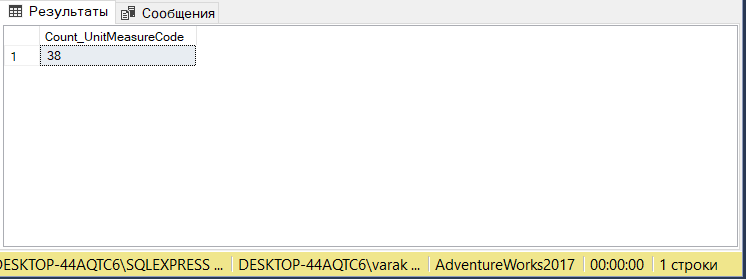 Результаты Сообщения
Count_UnitMeasureCode
1 38
DESKTOP-44AQTC6\SQLEXPRESS ... DESKTOP-44AQTC6\varak ... AdventureWorks2017 00:00:00 1 строки